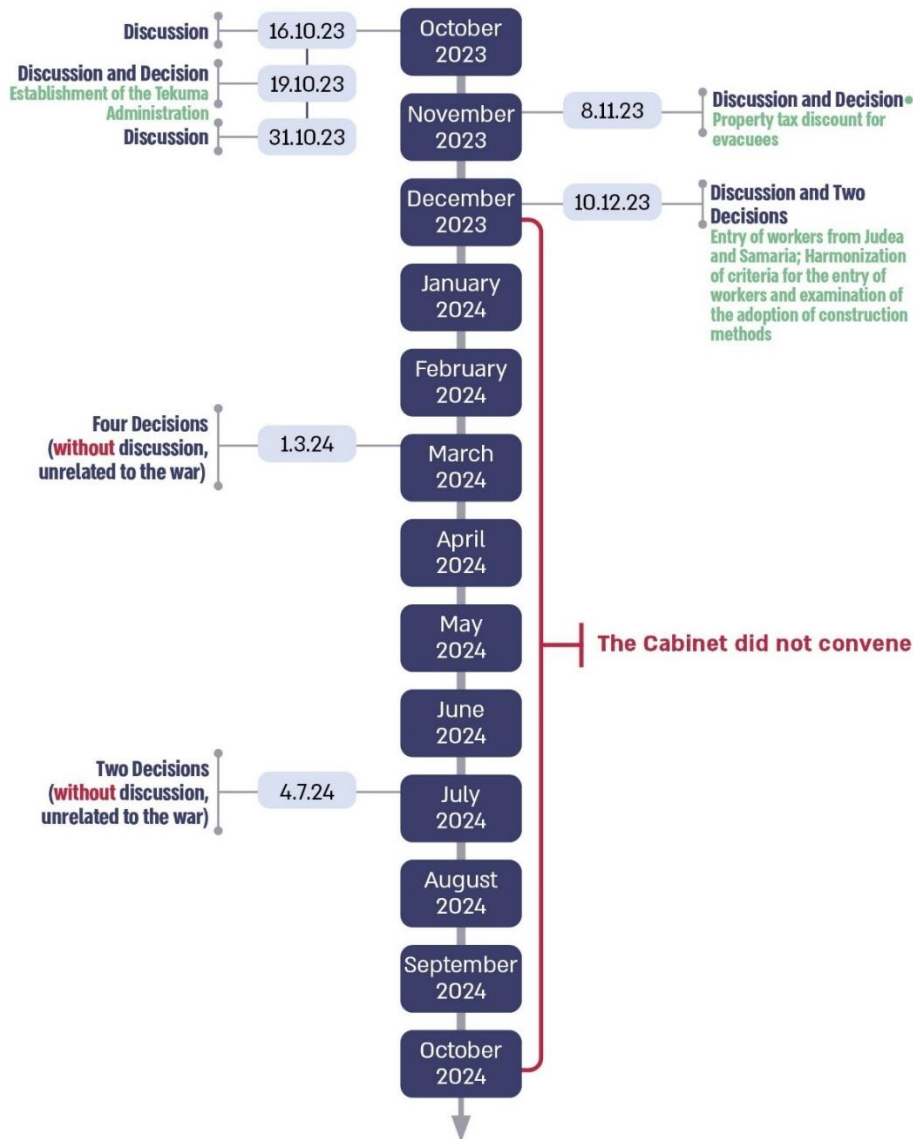 October
2023
Discussion
16.10.23
Discussion and Decision
Establishment of the Tekuma
Administration
19.10.23
Discussion
31.10.23
November
2023
8.11.23
Discussion and Decision
Property tax discount for
evacuees
December
2023
10.12.23
Discussion and Two
Decisions
Entry of workers from Judea
and Samaria; Harmonization
of criteria for the entry of
workers and examination of
the adoption of construction
methods
January
2024
February
2024
Four Decisions
(without discussion,
unrelated to the war)
1.3.24
March
2024
April
2024
May
2024
The Cabinet did not convene
June
2024
Two Decisions
(without discussion,
unrelated to the war)
4.7.24
July
2024
August
2024
September
2024
October
2024